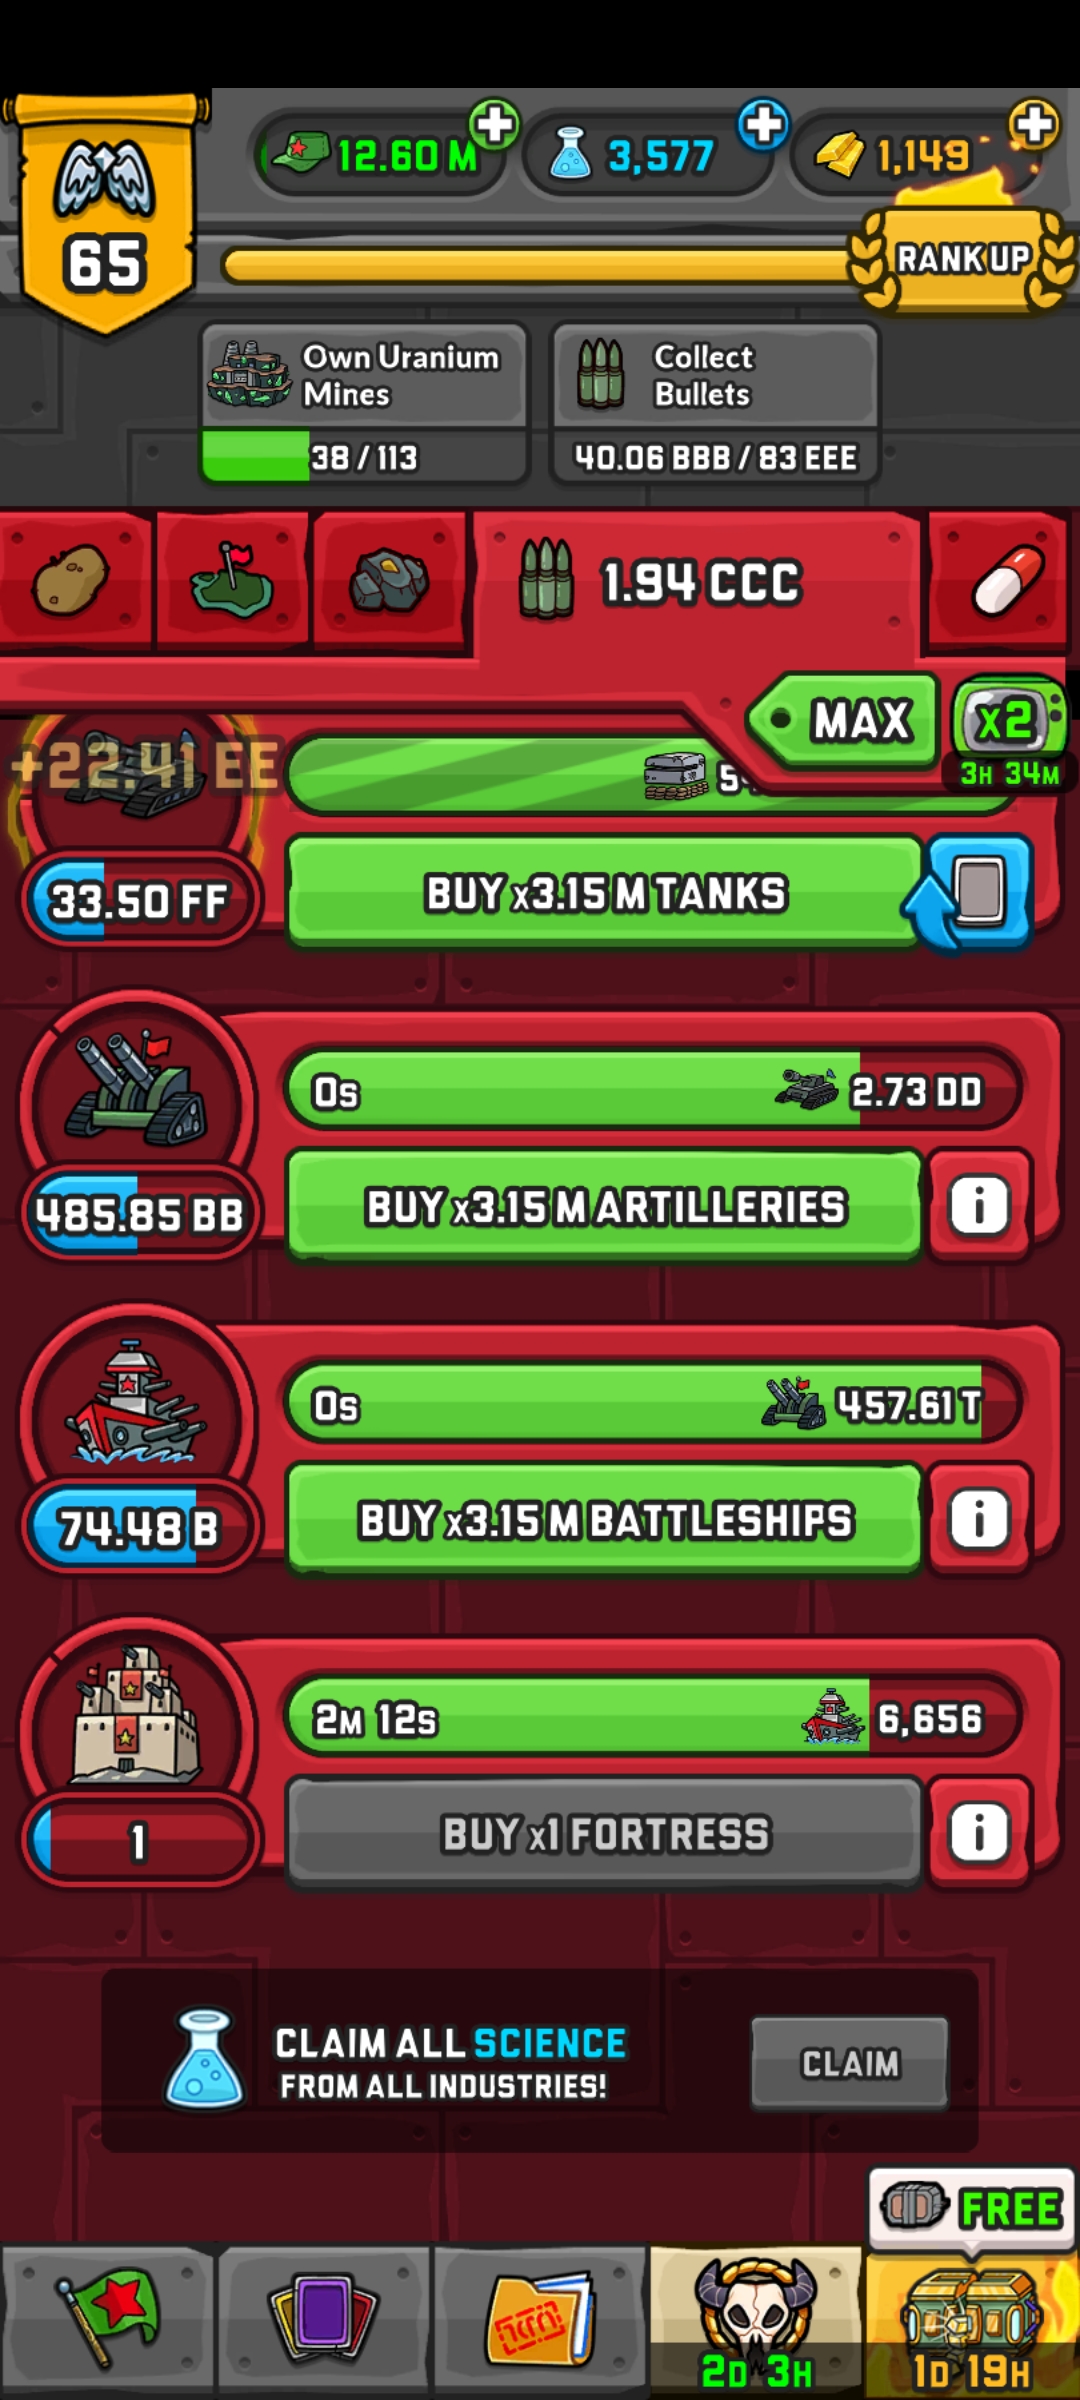 65
12.60 M
3,577
1,149
RANK UP
Own Uranium
Mines
38 / 113
Collect
Bullets
40.06 BBB / 83 EEE
1.94 CCC
MAX
x2
3H 34M
+22.41 EE
33.50 FF
BUY x3.15 M TANKS
0s
2.73 DD
485.85 BB
BUY x3.15 M ARTILLERIES
i
0s
457.61 T
74.48 B
BUY x3.15 M BATTLESHIPS
i
2M 12s
6,656
1
BUY x1 FORTRESS
i
CLAIM ALL SCIENCE
FROM ALL INDUSTRIES!
CLAIM
FREE
2D 3H
1D 19H